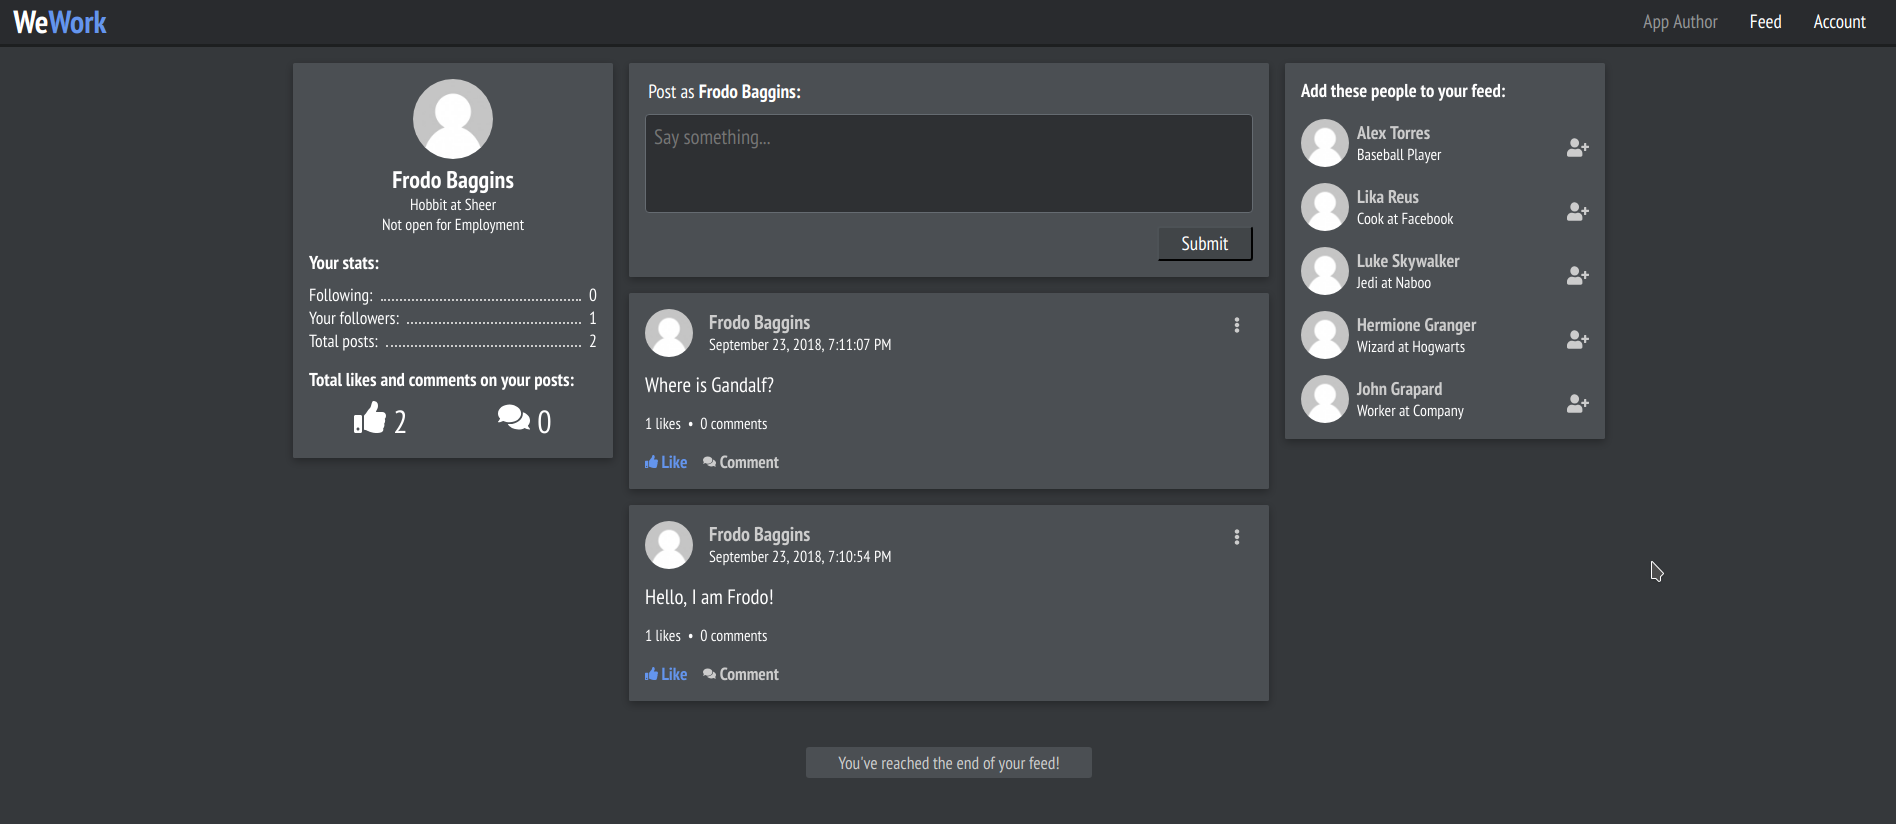 WeWork
App Author
Feed
Account
Frodo Baggins
Hobbit at Sheer
Not open for Employment
Your stats:
Following: 0
Your followers: 1
Total posts: 2
Total likes and comments on your posts:
2
0
Post as Frodo Baggins:
Say something...
Submit
Frodo Baggins
September 23, 2018, 7:11:07 PM
Where is Gandalf?
1 likes • 0 comments
Like
Comment
Frodo Baggins
September 23, 2018, 7:10:54 PM
Hello, I am Frodo!
1 likes • 0 comments
Like
Comment
You've reached the end of your feed!
Add these people to your feed:
Alex Torres
Baseball Player
Lika Reus
Cook at Facebook
Luke Skywalker
Jedi at Naboo
Hermione Granger
Wizard at Hogwarts
John Grapard
Worker at Company